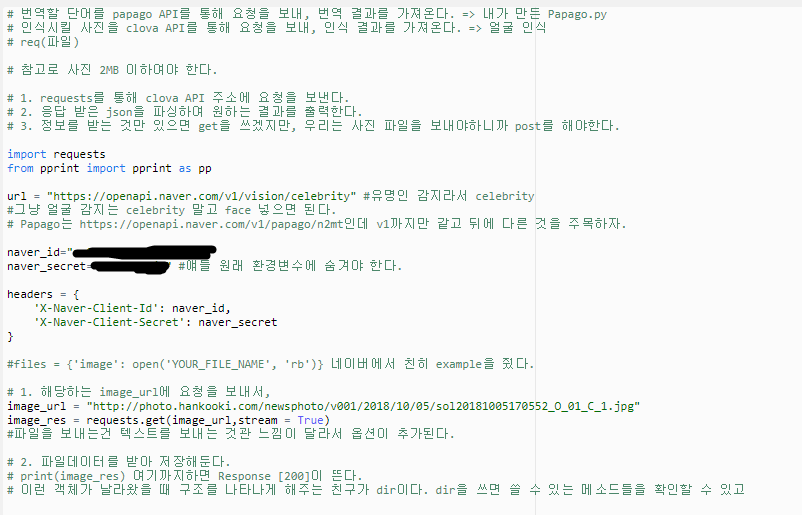 # 번역할 단어를 papago API를 통해 요청을 보내, 번역 결과를 가져온다. => 내가 만든 Papago.py
# 인식시킬 사진을 clova API를 통해 요청을 보내, 인식 결과를 가져온다. => 얼굴 인식
# req(파일)
# 참고로 사진 2MB 이하여야 한다.
# 1. requests를 통해 clova API 주소에 요청을 보낸다.
# 2. 응답 받은 json을 파싱하여 원하는 결과를 출력한다.
# 3. 정보를 받는 것만 있으면 get을 쓰겠지만, 우리는 사진 파일을 보내야하니까 post를 해야한다.
import requests
from pprint import pprint as pp
url = "https://openapi.naver.com/v1/vision/celebrity" #유명인 감지라서 celebrity
#그냥 얼굴 감지는 celebrity 말고 face 넣으면 된다.
# Papago는 https://openapi.naver.com/v1/papago/n2mt인데 v1까지만 같고 뒤에 다른 것을 주목하자.
naver_id="
naver_secret= #얘들 원래 환경변수에 숨겨야 한다.
headers = {
'X-Naver-Client-Id': naver_id,
'X-Naver-Client-Secret': naver_secret
}
#files = {'image': open('YOUR_FILE_NAME', 'rb')} 네이버에서 친히 example을 줬다.
# 1. 해당하는 image_url에 요청을 보내서,
image_url = "http://photo.hankooki.com/newsphoto/v001/2018/10/05/sol20181005170552_O_01_C_1.jpg"
image_res = requests.get(image_url,stream = True)
#파일을 보내는건 텍스트를 보내는 것관 느낌이 달라서 옵션이 추가된다.
# 2. 파일데이터를 받아 저장해둔다.
# print(image_res) 여기까지하면 Response [200]이 뜬다.
# 이런 객체가 날라왔을 때 구조를 나타나게 해주는 친구가 dir이다. dir을 쓰면 쓸 수 있는 메소드들을 확인할 수 있고